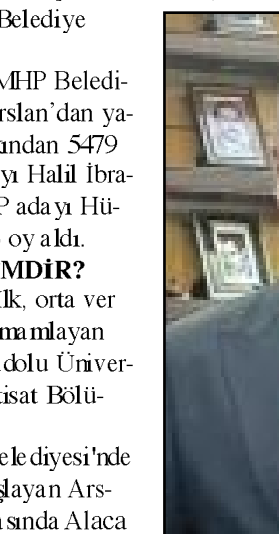 Belediye
MHP Beledi-
rslan’dan ya-
ından 5479
yı Halil İbra-
P adayı Hü-
oy aldı.
MDİR?
lk, orta ver
mamlayan
dolu Üniver-
tisat Bölü-
elediyesi'nde
şlayan Ars-
asında Alaca